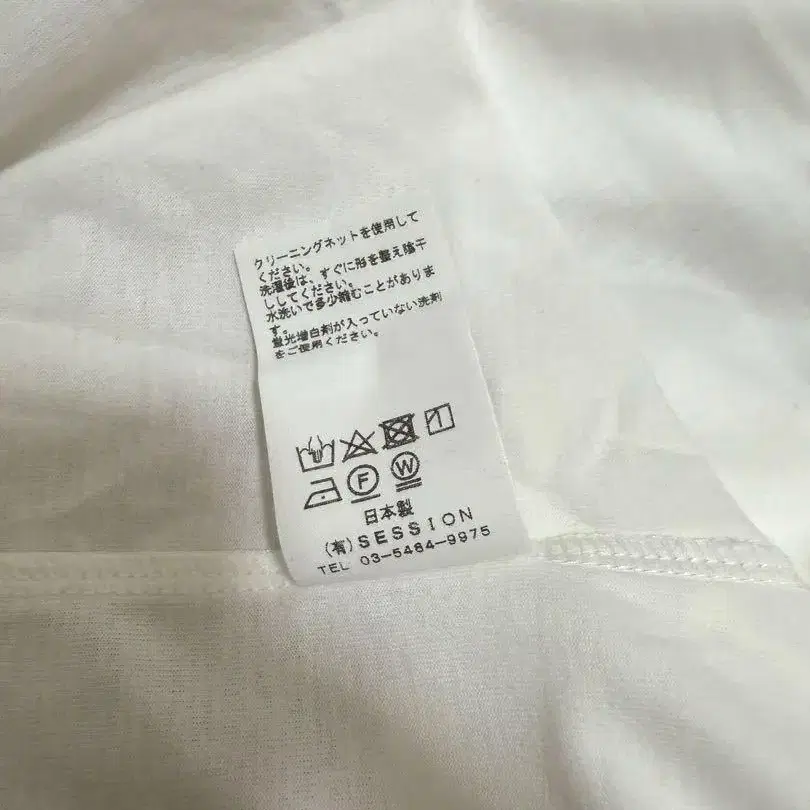 クリーニングネットを使用して
ください。
洗濯後は、すぐに形を整え陰干
ししてください。
水洗いで多少縮むことがありま
す。
蛍光増白剤が入っていない洗剤
をご使用ください。
F W
日本製
(有)SESSION
TEL 03-5464-9975